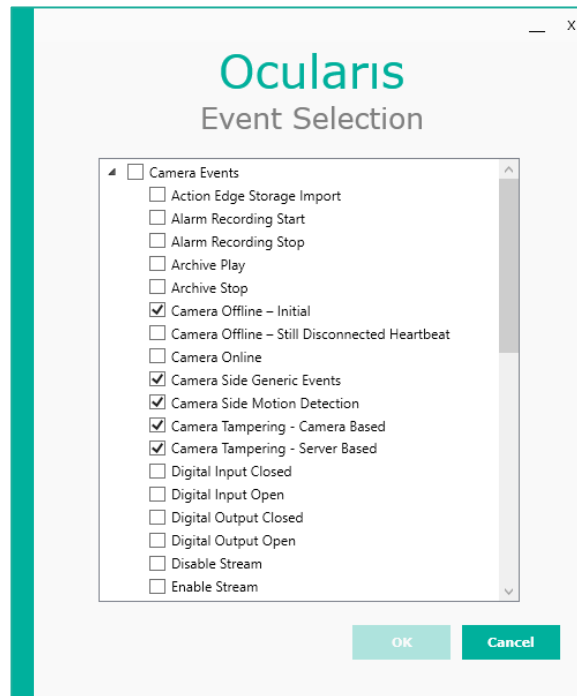 __ X
Ocularıs
Event Selection
Camera Events
Action Edge Storage Import
Alarm Recording Start
Alarm Recording Stop
Archive Play
Archive Stop
Camera Offline – Initial
Camera Offline – Still Disconnected Heartbeat
Camera Online
Camera Side Generic Events
Camera Side Motion Detection
Camera Tampering - Camera Based
Camera Tampering - Server Based
Digital Input Closed
Digital Input Open
Digital Output Closed
Digital Output Open
Disable Stream
Enable Stream
OK Cancel